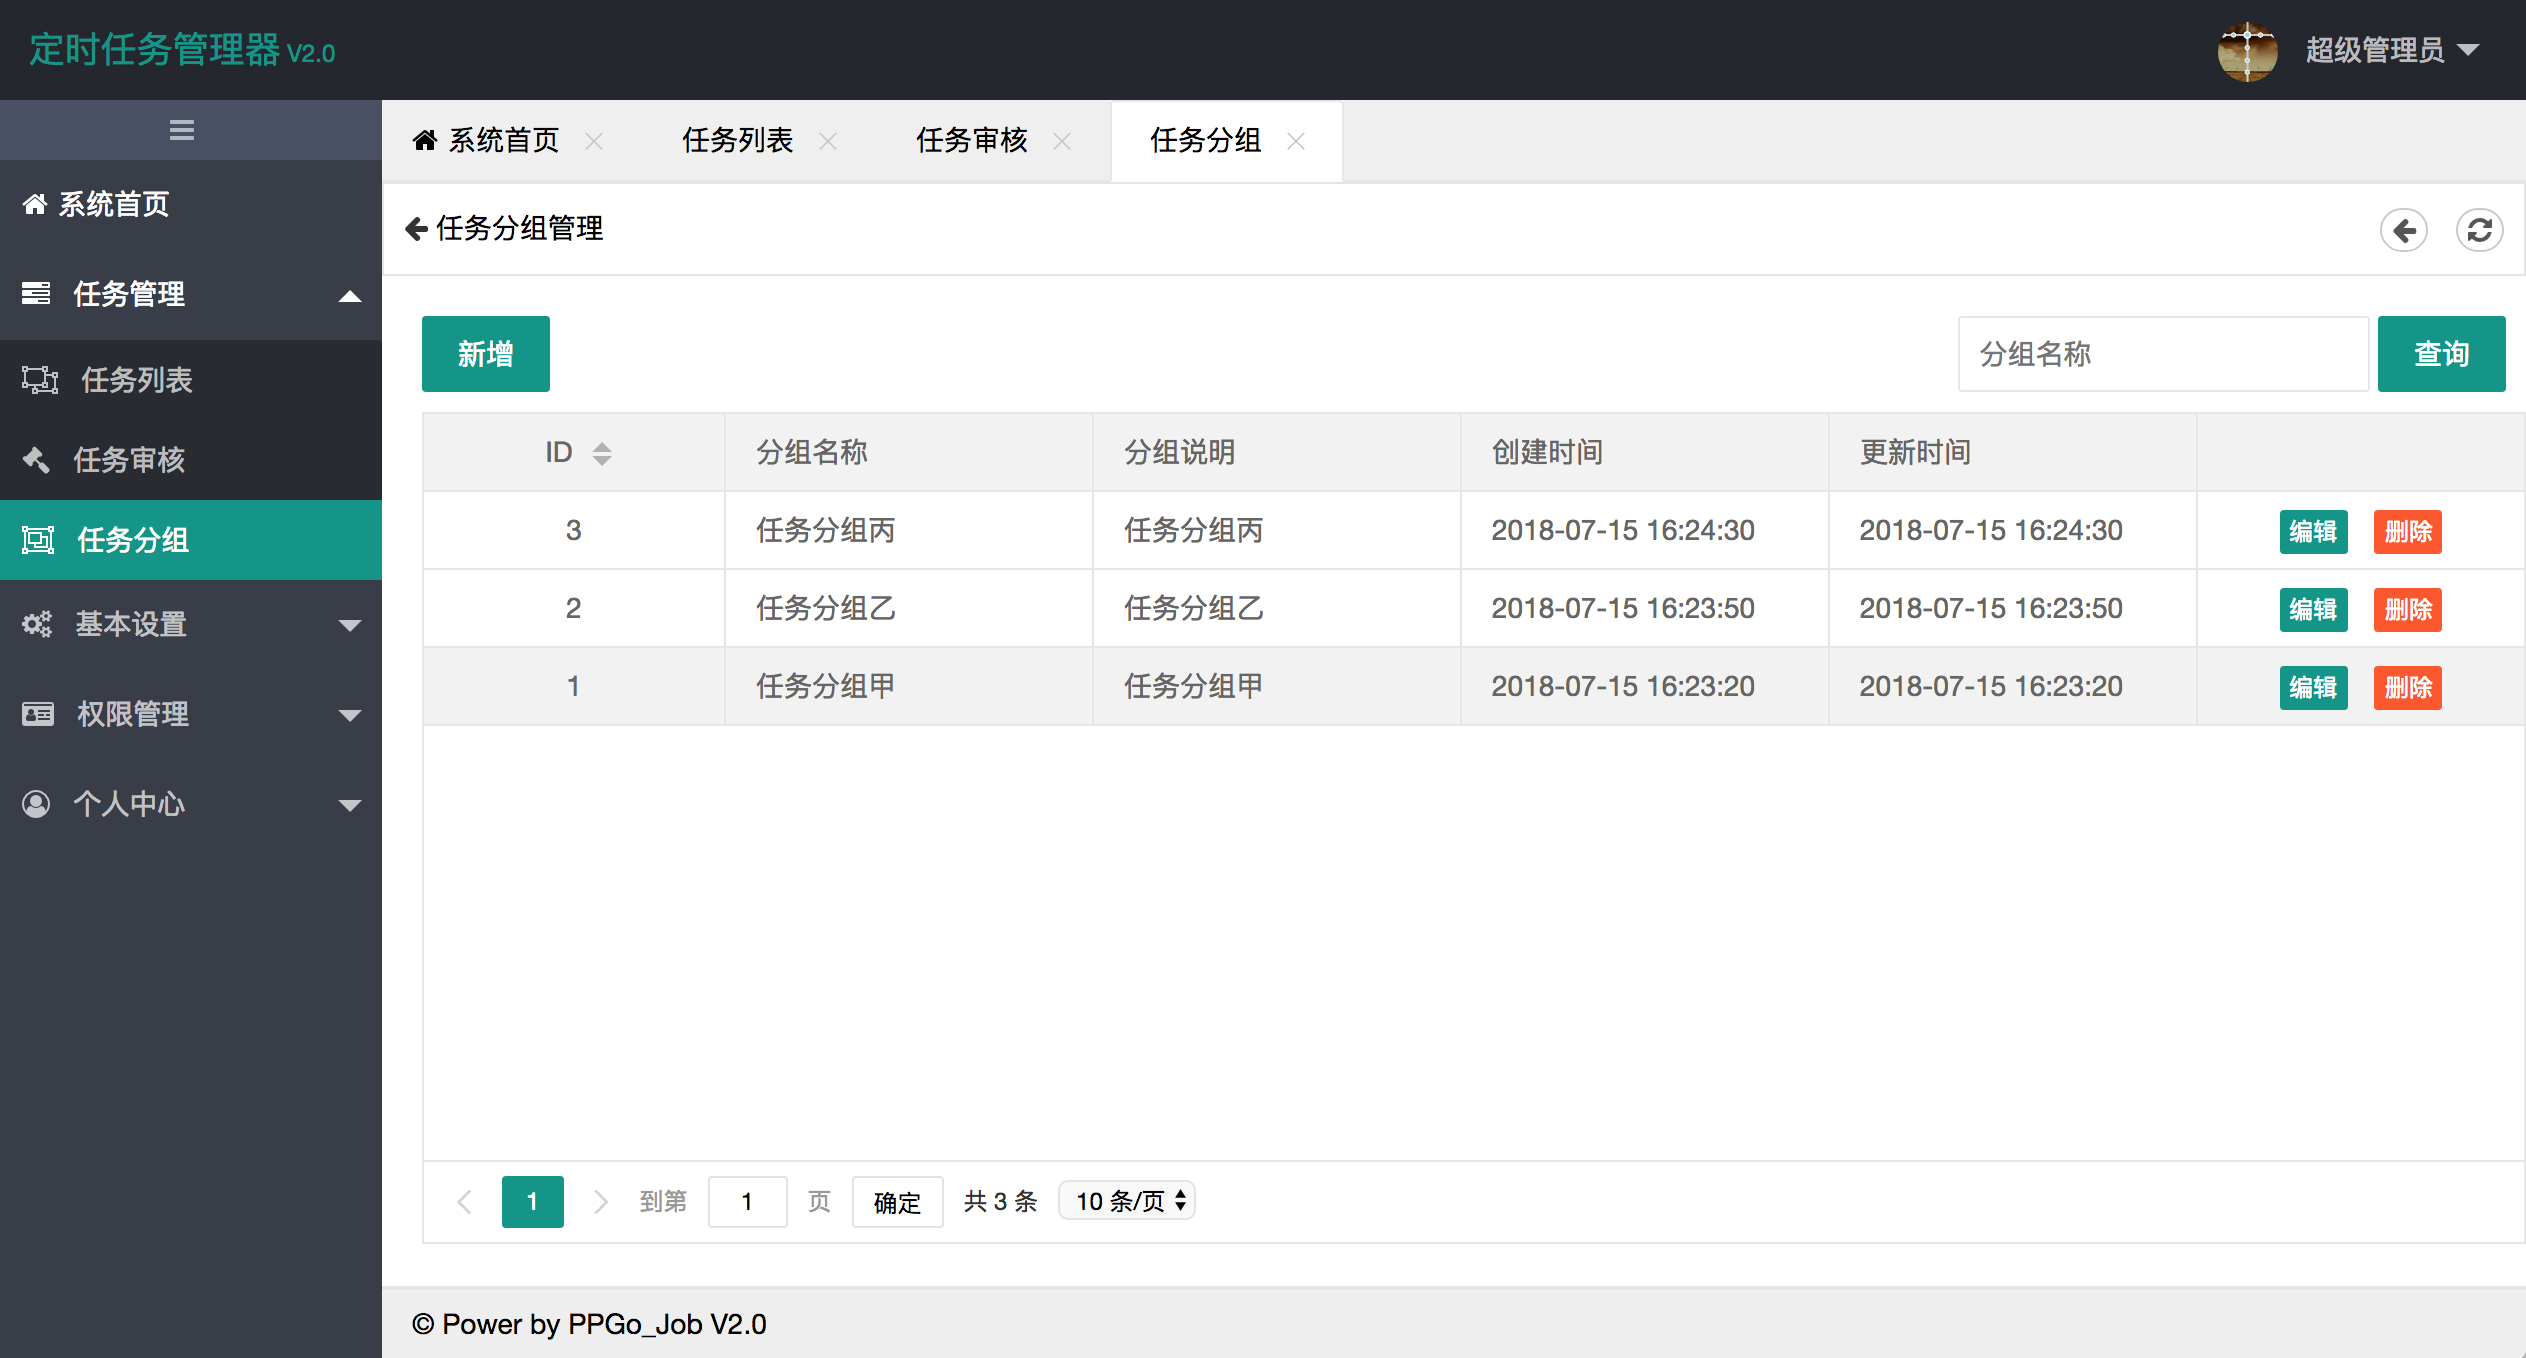 定时任务管理器 V2.0
超级管理员
系统首页
任务管理
任务列表
任务审核
任务分组
基本设置
权限管理
个人中心
系统首页 任务列表 任务审核 任务分组
任务分组管理
新增 分组名称 查询
ID 分组名称 分组说明 创建时间 更新时间
3 任务分组丙 任务分组丙 2018-07-15 16:24:30 2018-07-15 16:24:30 编辑 删除
2 任务分组乙 任务分组乙 2018-07-15 16:23:50 2018-07-15 16:23:50 编辑 删除
1 任务分组甲 任务分组甲 2018-07-15 16:23:20 2018-07-15 16:23:20 编辑 删除
1 到第 1 页 确定 共 3 条 10 条/页
© Power by PPGo_Job V2.0